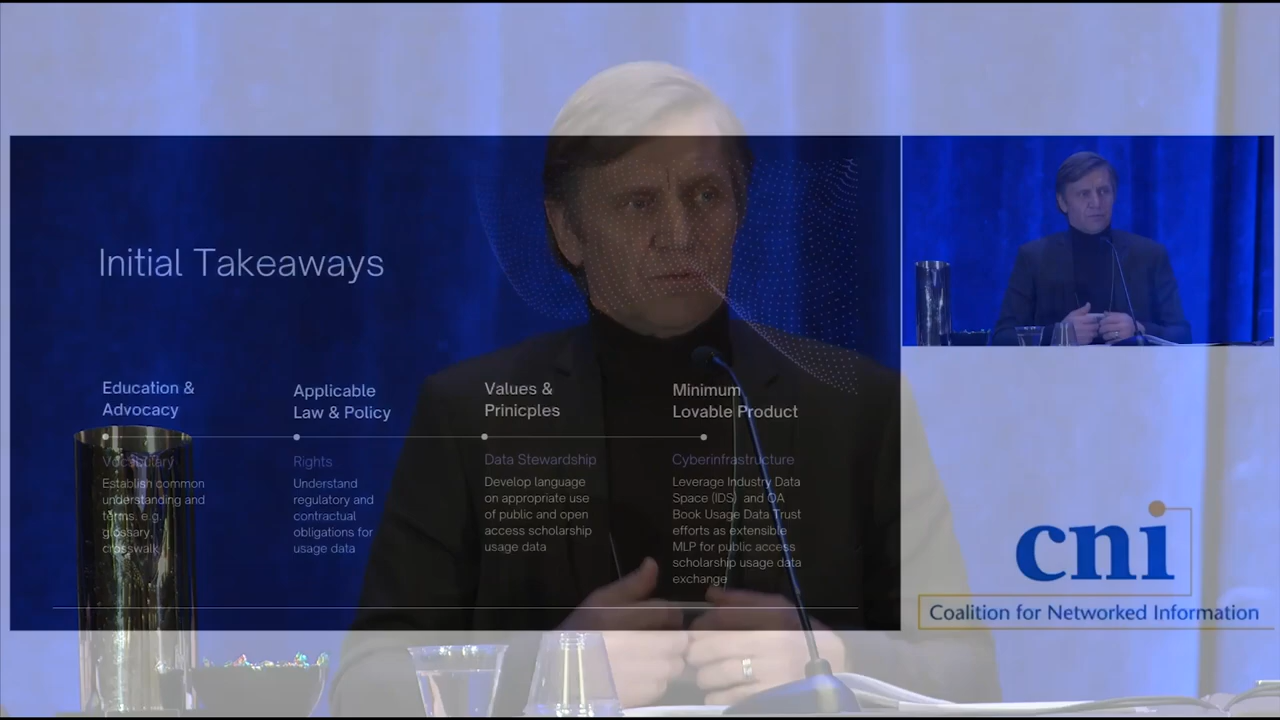 Initial Takeaways
Education &
Advocacy
Vocabulary
Establish common
understanding and
terms. e.g.,
glossary,
crosswalk
Applicable
Law & Policy
Rights
Understand
regulatory and
contractual
obligations for
usage data
Values &
Prinicples
Data Stewardship
Develop language
on appropriate use
of public and open
access scholarship
usage data
Minimum
Lovable Product
Cyberinfrastructure
Leverage Industry Data
Space (IDS) and OA
Book Usage Data Trust
efforts as extensible
MLP for public access
scholarship usage data
exchange
cni
Coalition for Networked Information